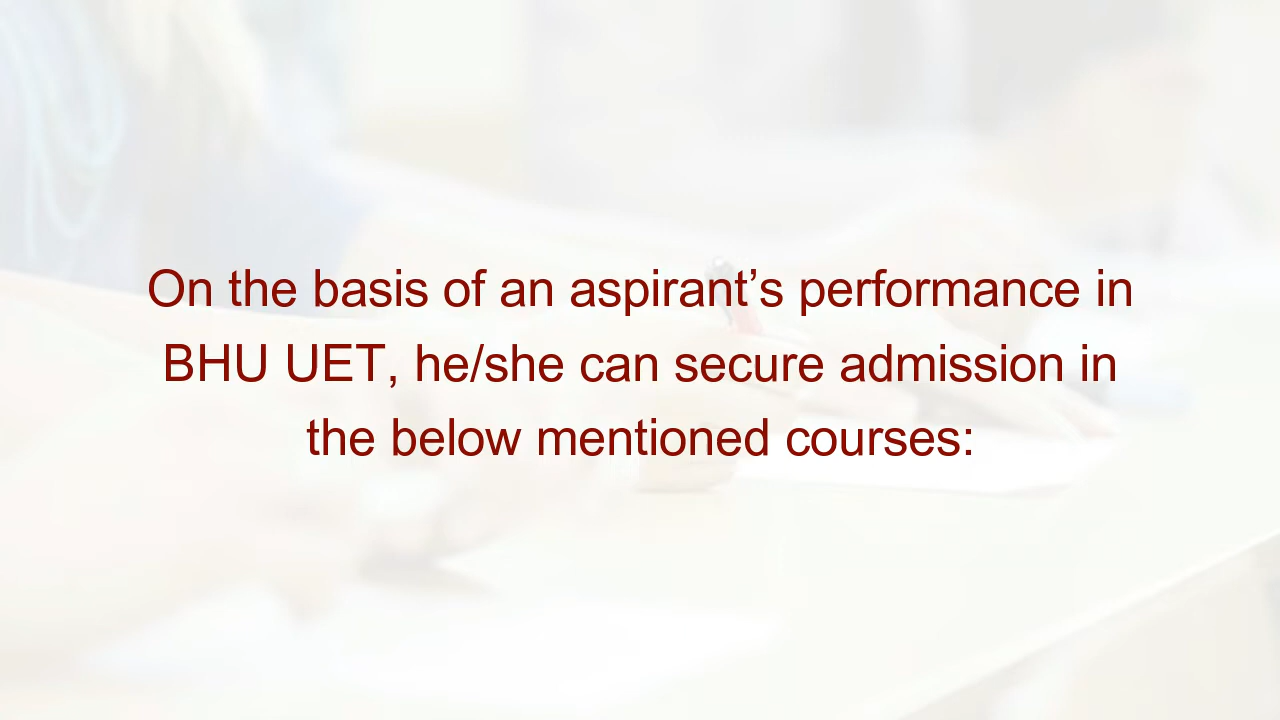 On the basis of an aspirant’s performance in
BHU UET, he/she can secure admission in
the below mentioned courses: